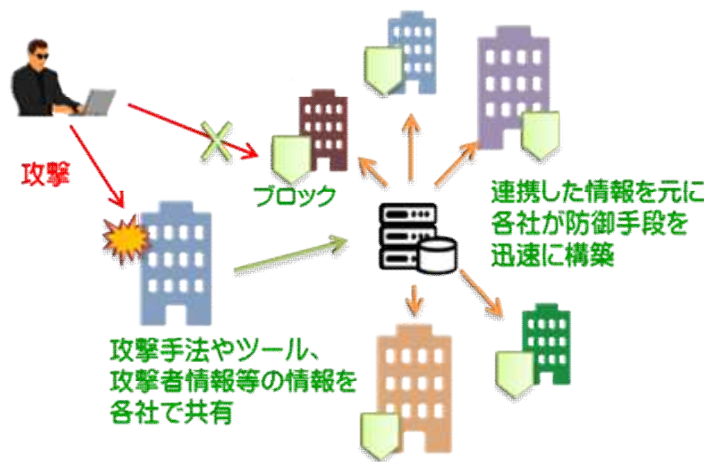 攻撃
ブロック
連携した情報を元に
各社が防御手段を
迅速に構築
攻撃手法やツール、
攻撃者情報等の情報を
各社で共有